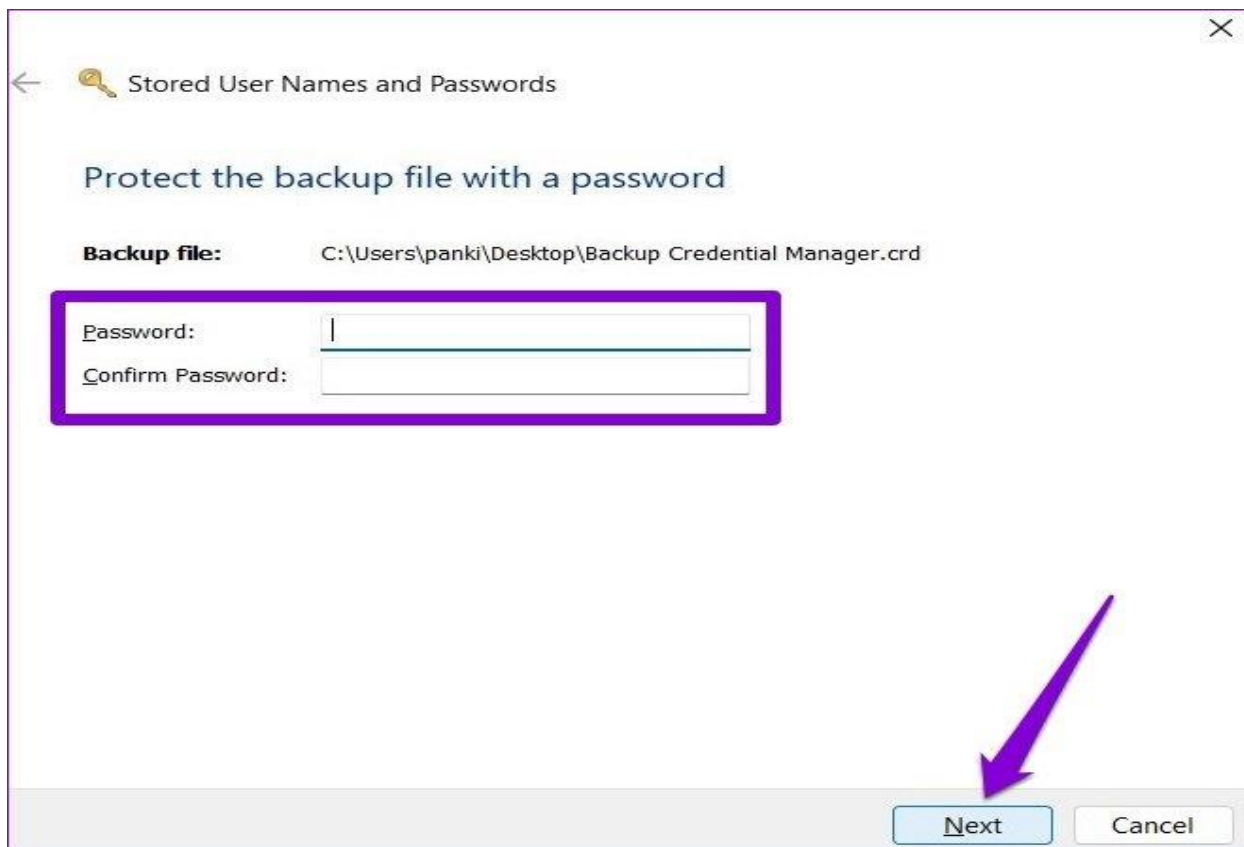 Stored User Names and Passwords
Protect the backup file with a password
Backup file: C:\Users\panki\Desktop\Backup Credential Manager.crd
Password:
Confirm Password:
Next Cancel